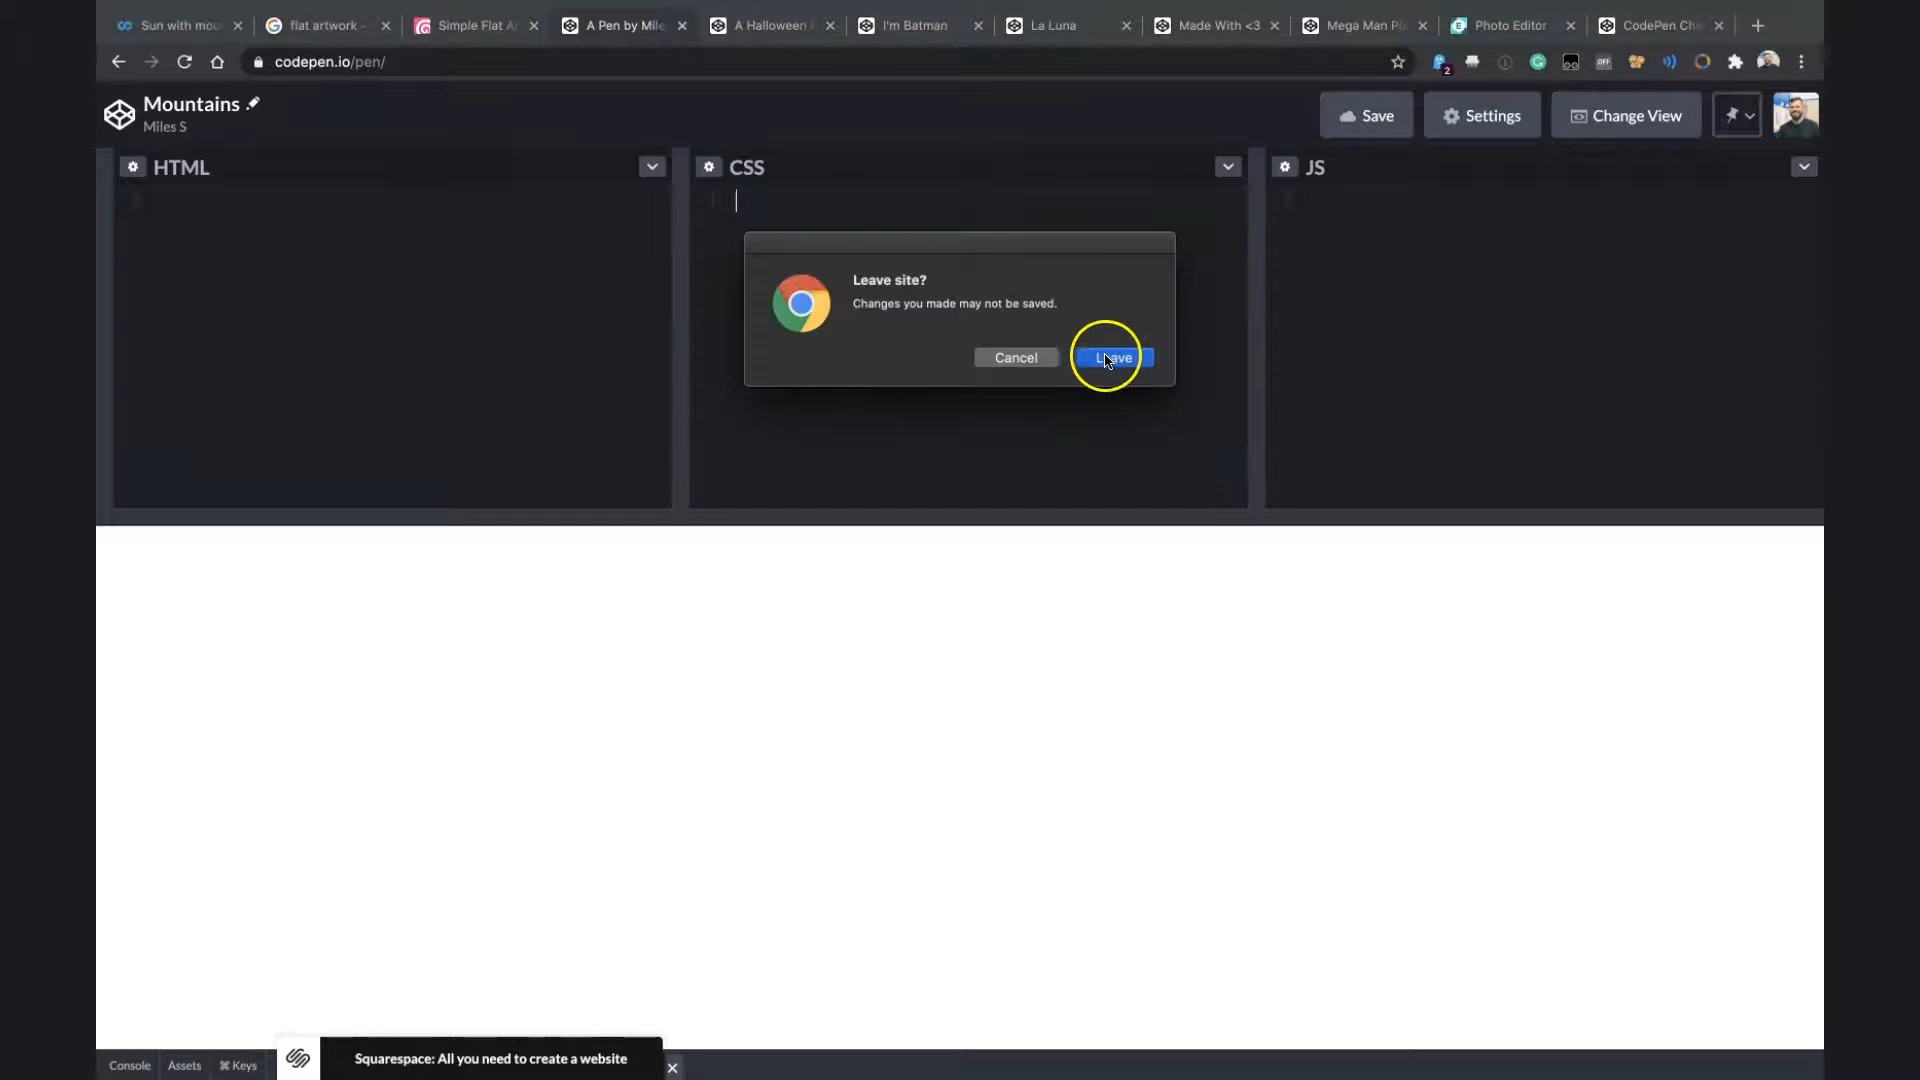 Sun with mou
flat artwork -
Simple Flat A
A Pen by Mile
A Halloween
I'm Batman
La Luna
Made With <3
Mega Man Pi
Photo Editor
CodePen Cha
codepen.io/pen/
2
OFF
Mountains
Miles S
Save
Settings
Change View
HTML
CSS
JS
Leave site?
Changes you made may not be saved.
Cancel
Leave
Console
Assets
⌘ Keys
Squarespace: All you need to create a website